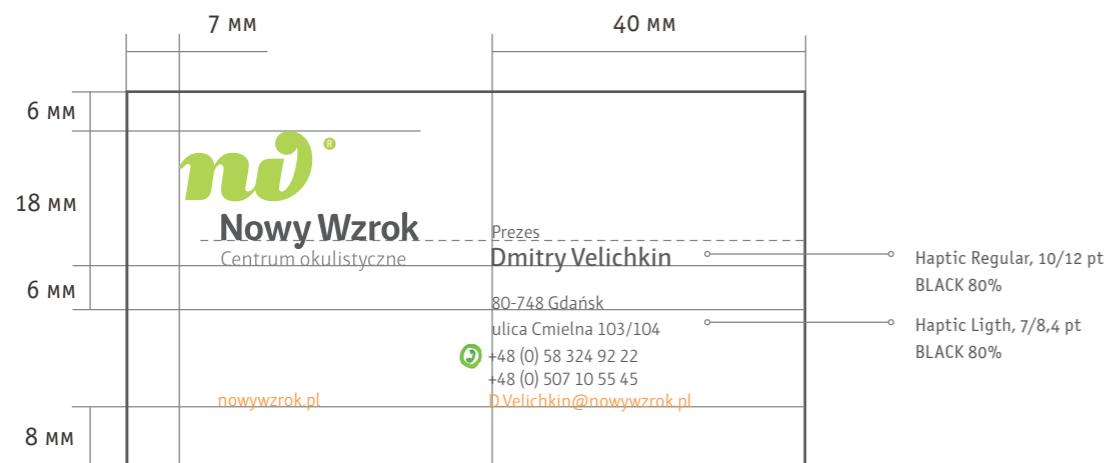 7 мм
40 мм
6 мм
18 мм
6 мм
8 мм
nw®
Nowy Wzrok
Centrum okulistyczne
nowywzrok.pl
Prezes
Dmitry Velichkin
80-748 Gdańsk
ulica Cmielna 103/104
+48 (0) 58 324 92 22
+48 (0) 507 10 55 45
D.Velichkin@nowywzrok.pl
Haptic Regular, 10/12 pt
BLACK 80%
Haptic Ligth, 7/8,4 pt
BLACK 80%